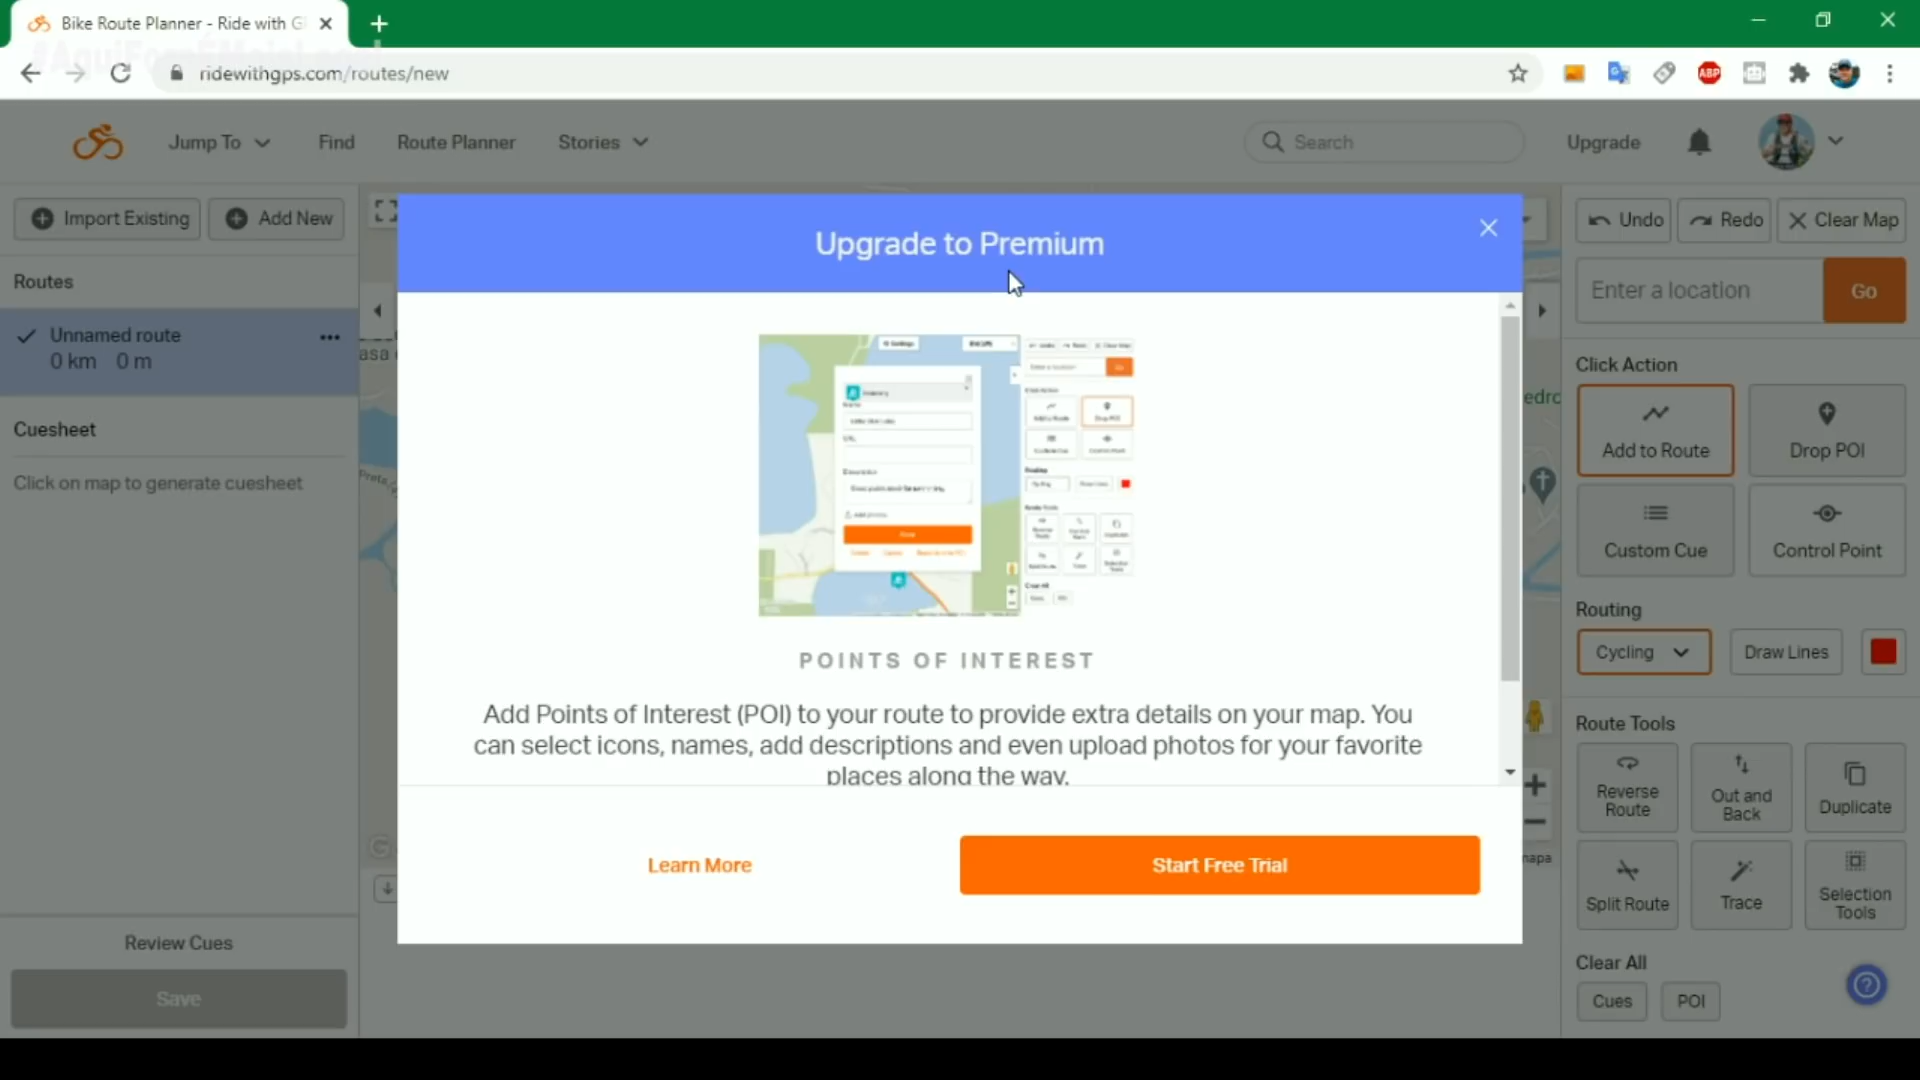 Bike Route Planner - Ride with G
ridewithgps.com/routes/new
ABP
Jump To
Find
Route Planner
Stories
Search
Upgrade
Import Existing
Add New
Routes
Unnamed route
0 km 0 m
Cuesheet
Click on map to generate cuesheet
Review Cues
Save
Upgrade to Premium
POINTS OF INTEREST
Add Points of Interest (POI) to your route to provide extra details on your map. You
can select icons, names, add descriptions and even upload photos for your favorite
places along the way.
Learn More
Start Free Trial
Undo
Redo
Clear Map
Enter a location
Go
Click Action
Add to Route
Drop POI
Custom Cue
Control Point
Routing
Cycling
Draw Lines
Route Tools
Reverse
Route
Out and
Back
Duplicate
Split Route
Trace
Selection
Tools
Clear All
Cues
POI